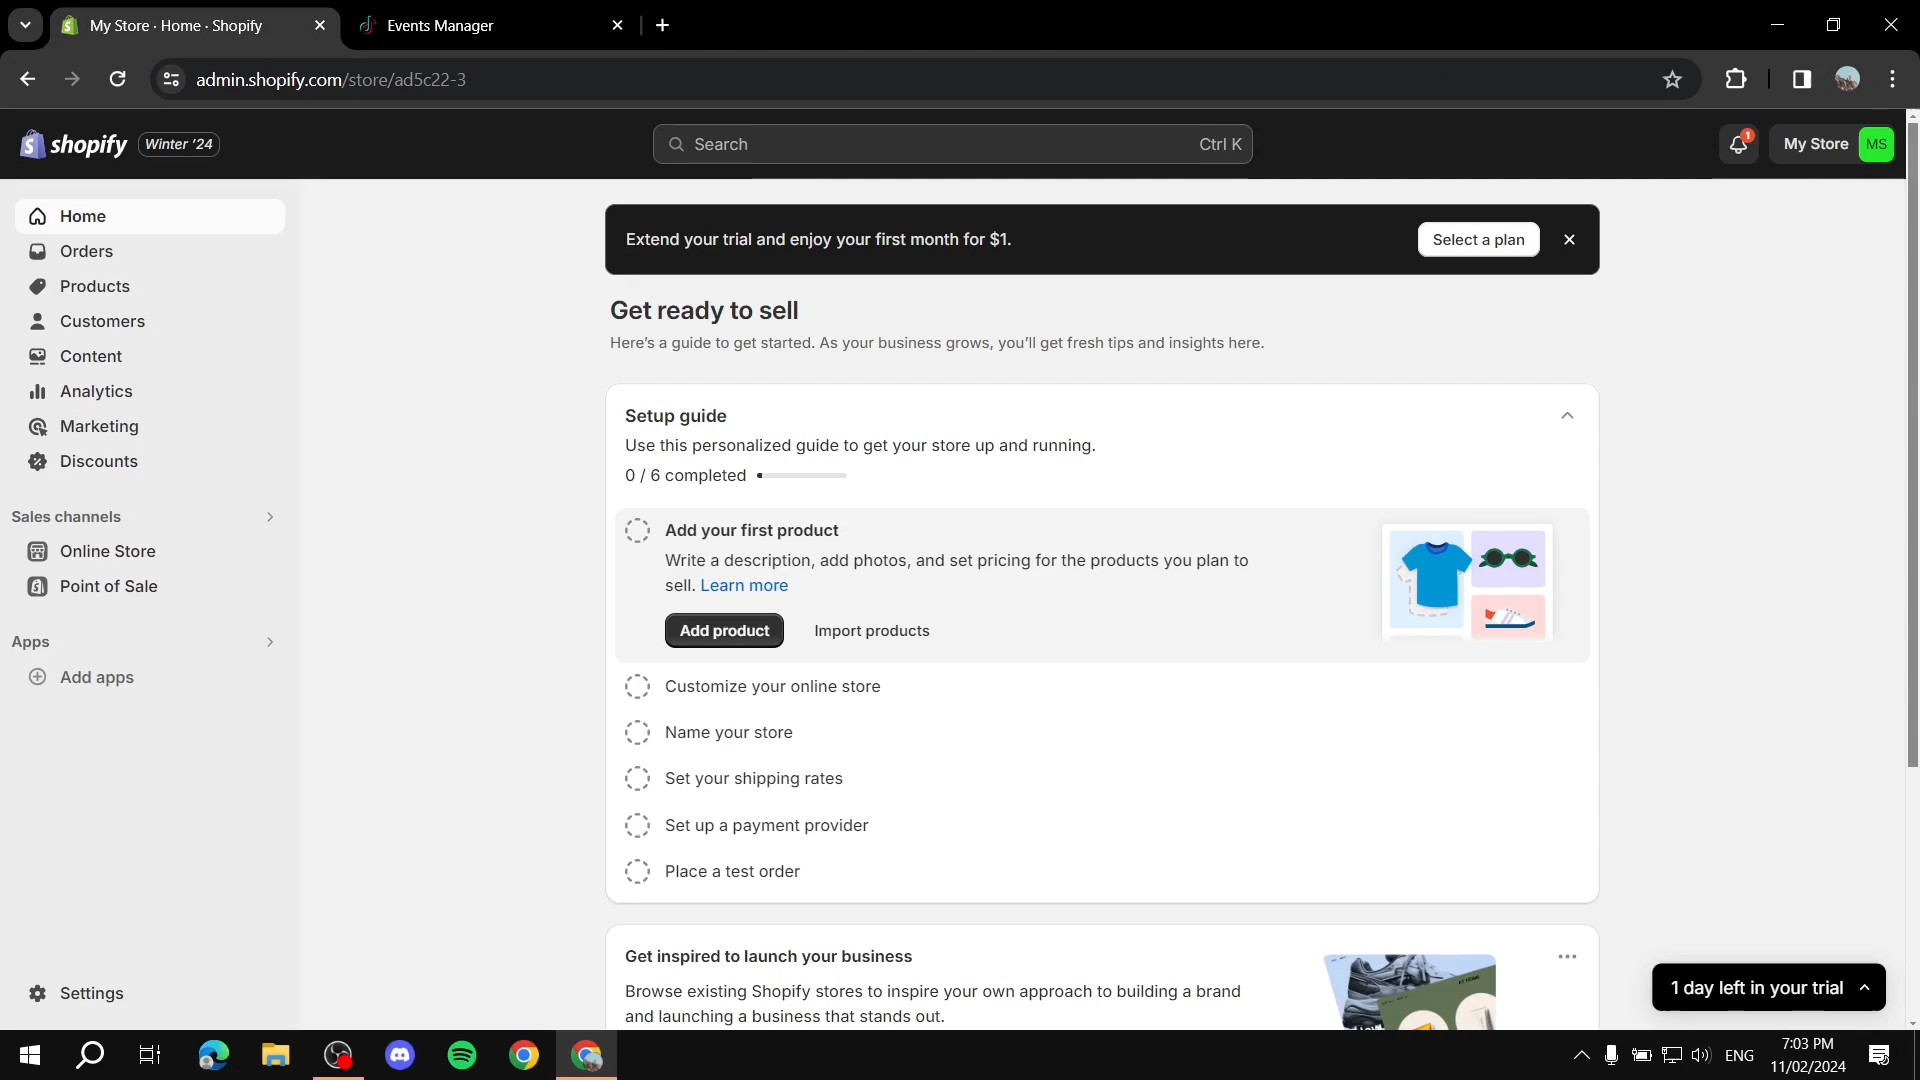 My Store · Home · Shopify
Events Manager
admin.shopify.com/store/ad5c22-3
shopify
Winter '24
Search
Ctrl K
1
My Store
MS
Home
Orders
Products
Customers
Content
Analytics
Marketing
Discounts
Sales channels
Online Store
Point of Sale
Apps
Add apps
Settings
Extend your trial and enjoy your first month for $1.
Select a plan
Get ready to sell
Here's a guide to get started. As your business grows, you'll get fresh tips and insights here.
Setup guide
Use this personalized guide to get your store up and running.
0 / 6 completed
Add your first product
Write a description, add photos, and set pricing for the products you plan to
sell. Learn more
Add product
Import products
Customize your online store
Name your store
Set your shipping rates
Set up a payment provider
Place a test order
Get inspired to launch your business
Browse existing Shopify stores to inspire your own approach to building a brand
and launching a business that stands out.
1 day left in your trial
ENG
7:03 PM
11/02/2024